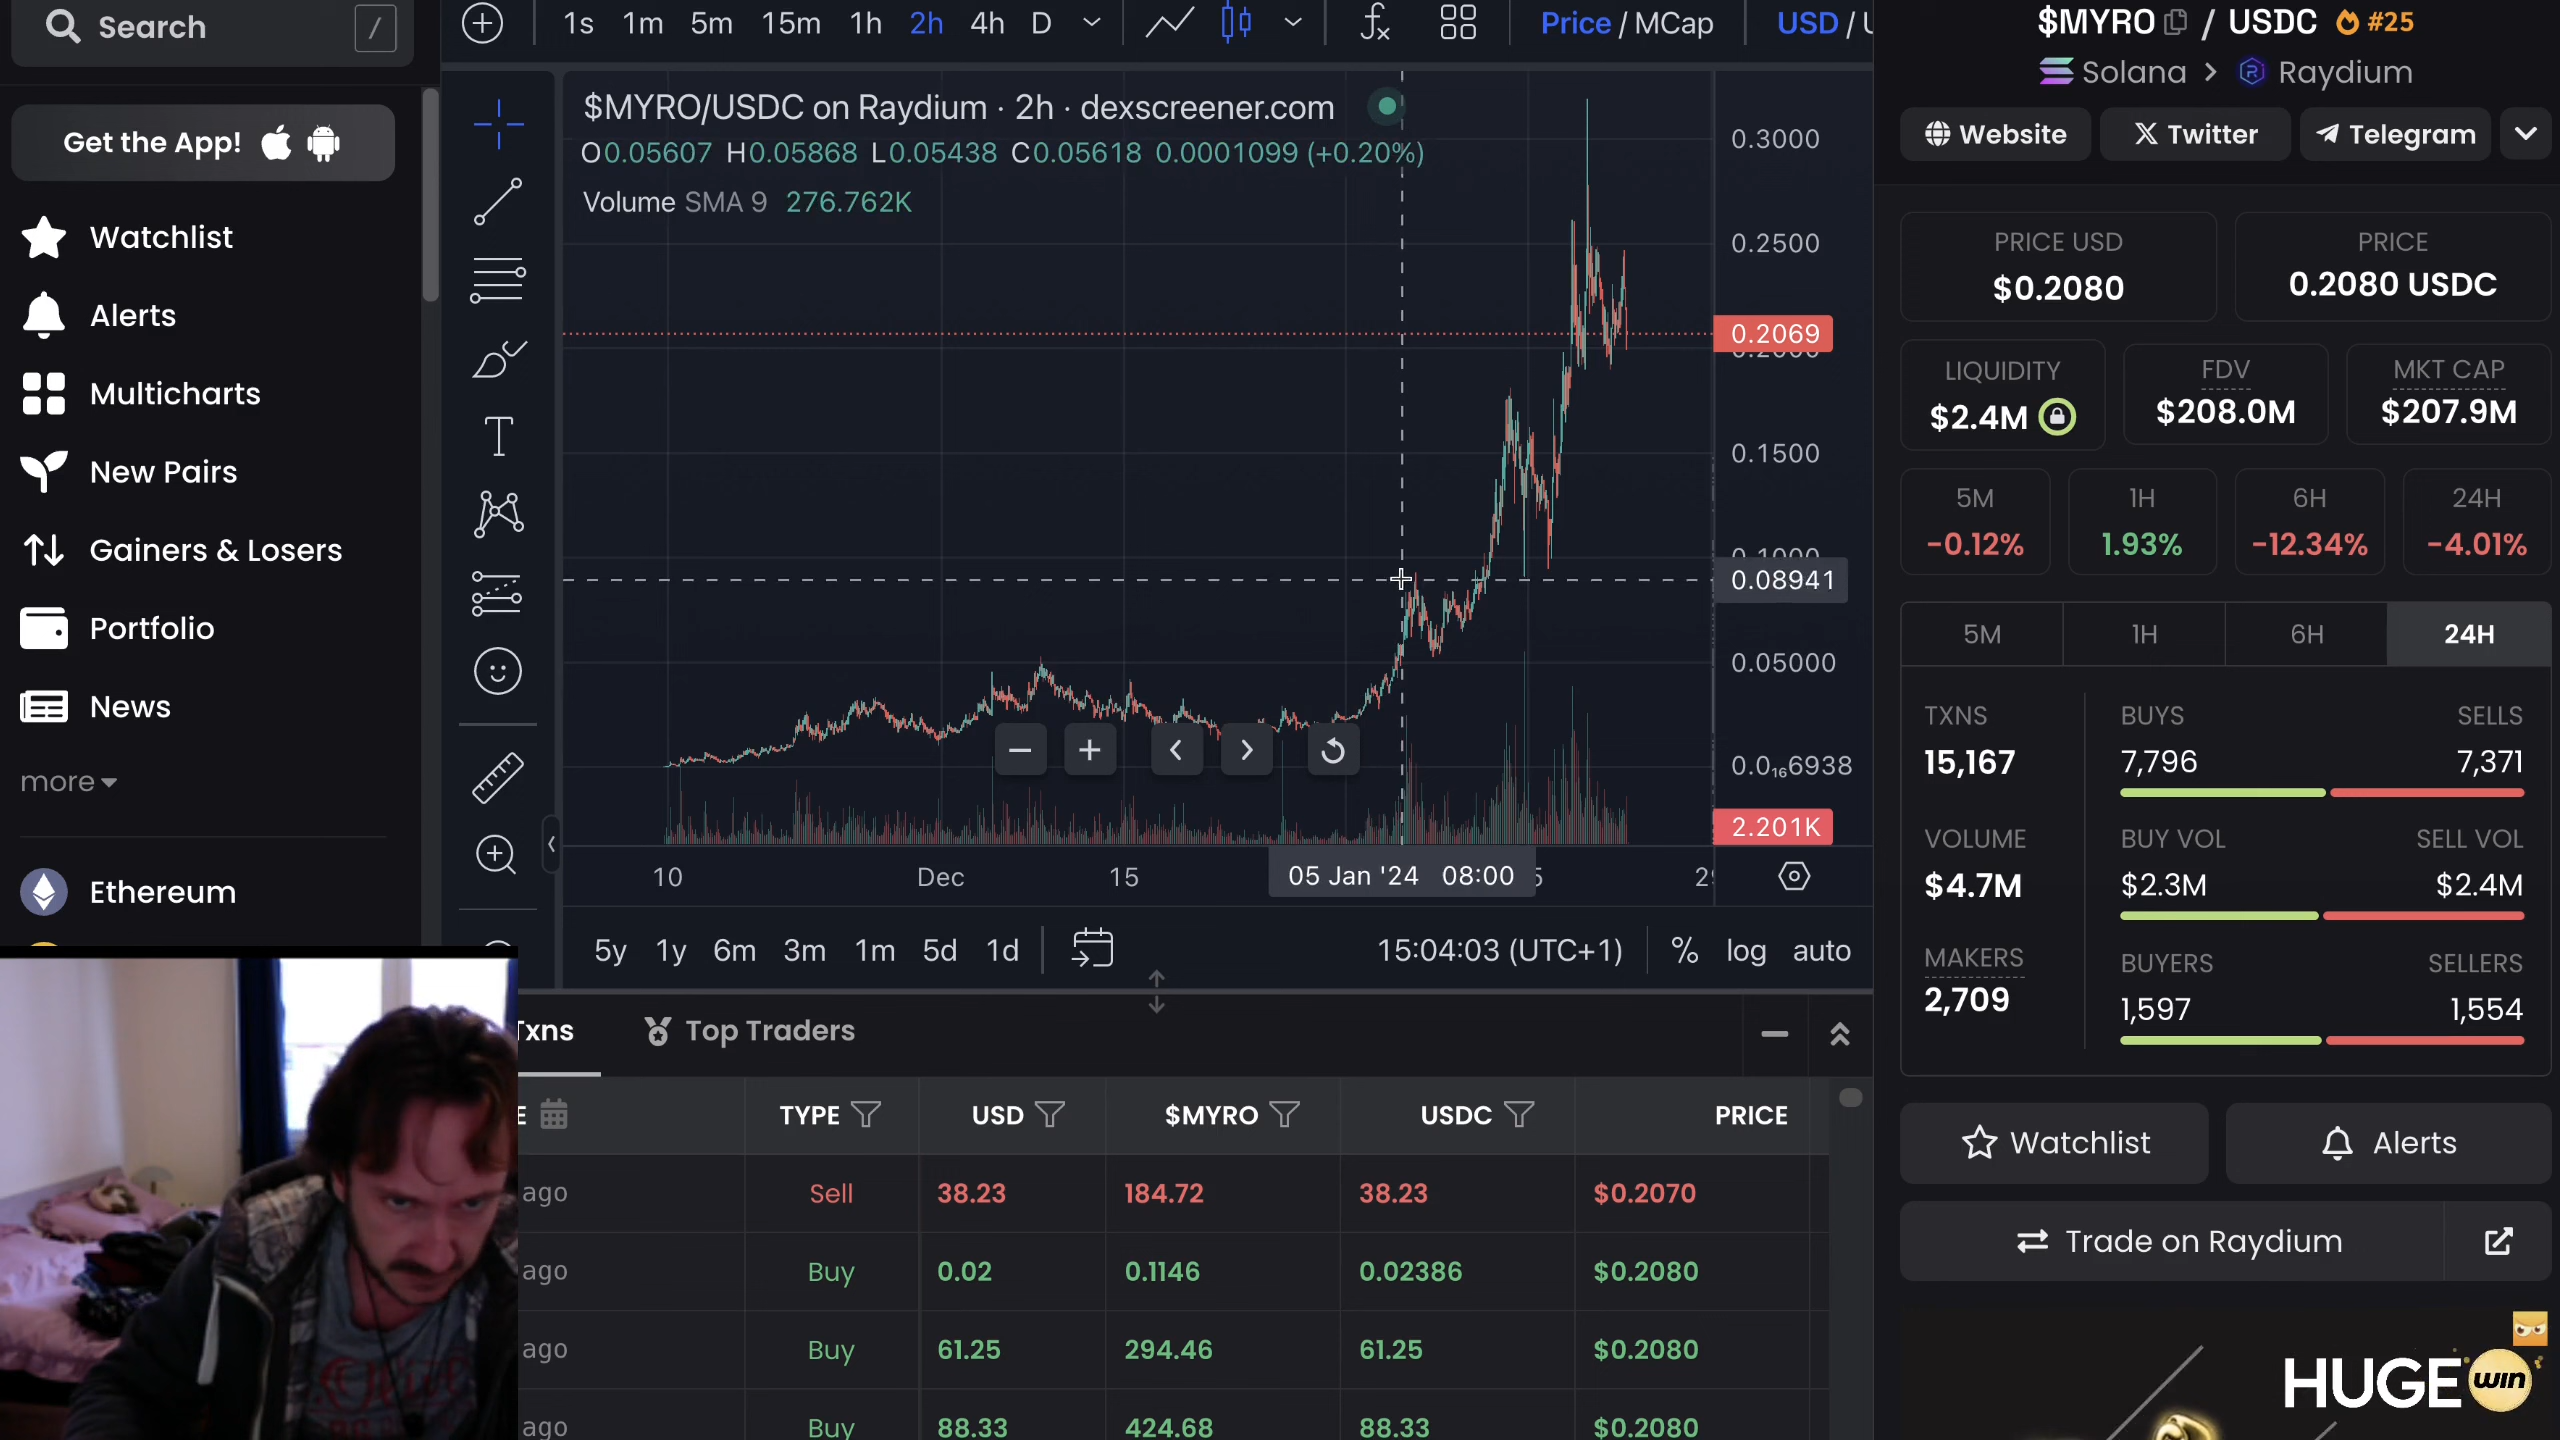 Search /
Get the App!
Watchlist
Alerts
Multicharts
New Pairs
Gainers & Losers
Portfolio
News
more
Ethereum
1s 1m 5m 15m 1h 2h 4h D
Price / MCap USD /
$MYRO/USDC on Raydium · 2h · dexscreener.com
O0.05607 H0.05868 L0.05438 C0.05618 0.0001099 (+0.20%)
Volume SMA 9 276.762K
0.3000
0.2500
0.2069
0.1500
0.1000
0.08941
0.05000
0.0₁₆6938
2.201K
10 Dec 15 05 Jan '24 08:00
5y 1y 6m 3m 1m 5d 1d 15:04:03 (UTC+1) % log auto
Txns Top Traders
TYPE USD $MYRO USDC PRICE
ago Sell 38.23 184.72 38.23 $0.2070
ago Buy 0.02 0.1146 0.02386 $0.2080
ago Buy 61.25 294.46 61.25 $0.2080
ago Buy 88.33 424.68 88.33 $0.2080
$MYRO / USDC #25
Solana > Raydium
Website Twitter Telegram
PRICE USD PRICE
$0.2080 0.2080 USDC
LIQUIDITY FDV MKT CAP
$2.4M $208.0M $207.9M
5M 1H 6H 24H
-0.12% 1.93% -12.34% -4.01%
5M 1H 6H 24H
TXNS BUYS SELLS
15,167 7,796 7,371
VOLUME BUY VOL SELL VOL
$4.7M $2.3M $2.4M
MAKERS BUYERS SELLERS
2,709 1,597 1,554
Watchlist Alerts
Trade on Raydium
HUGE win